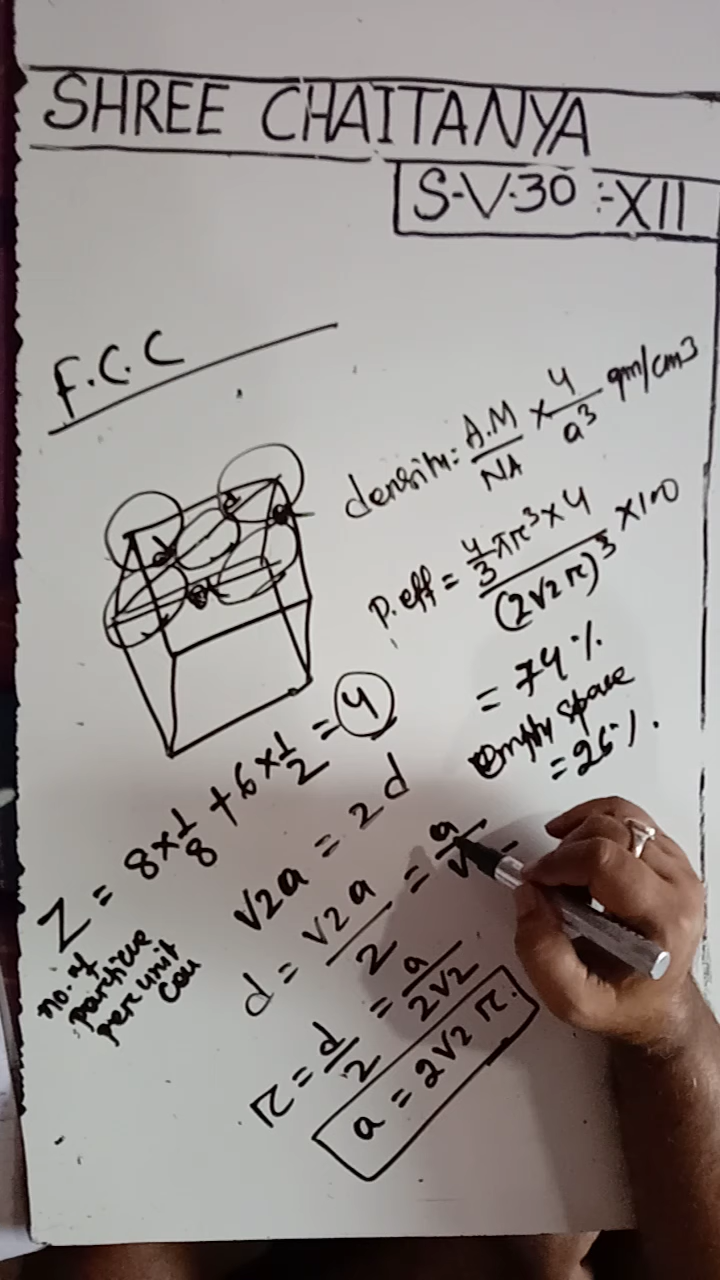 SHREE CHAITANYA
S-V-30 :-XII
F.C.C
density: A.M/NA × 4/a³ gm/cm³
P.eff = (4/3 πr³ × 4)/(2√2 r)³ × 100
= 74 %
empty space
= 26 %.
Z = 8×1/8 + 6×1/2 = 4
no. of
particle
per unit
cell
√2a = 2d
d = √2a/2 = a/√
r = d/2 = a/2√2
a = 2√2 r.